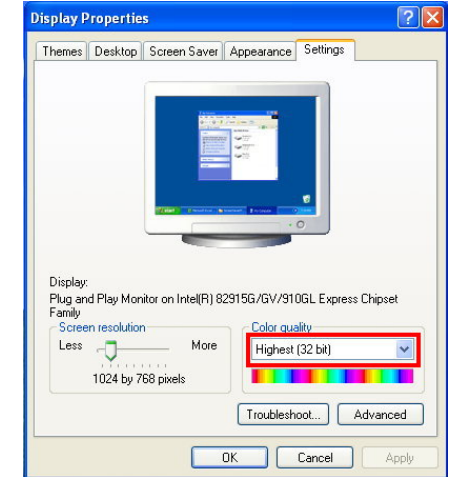 Display Properties
Themes Desktop Screen Saver Appearance Settings
Display:
Plug and Play Monitor on Intel(R) 82915G/GV/910GL Express Chipset
Family
Screen resolution
Less More
1024 by 768 pixels
Color quality
Highest (32 bit)
Troubleshoot... Advanced
OK Cancel Apply